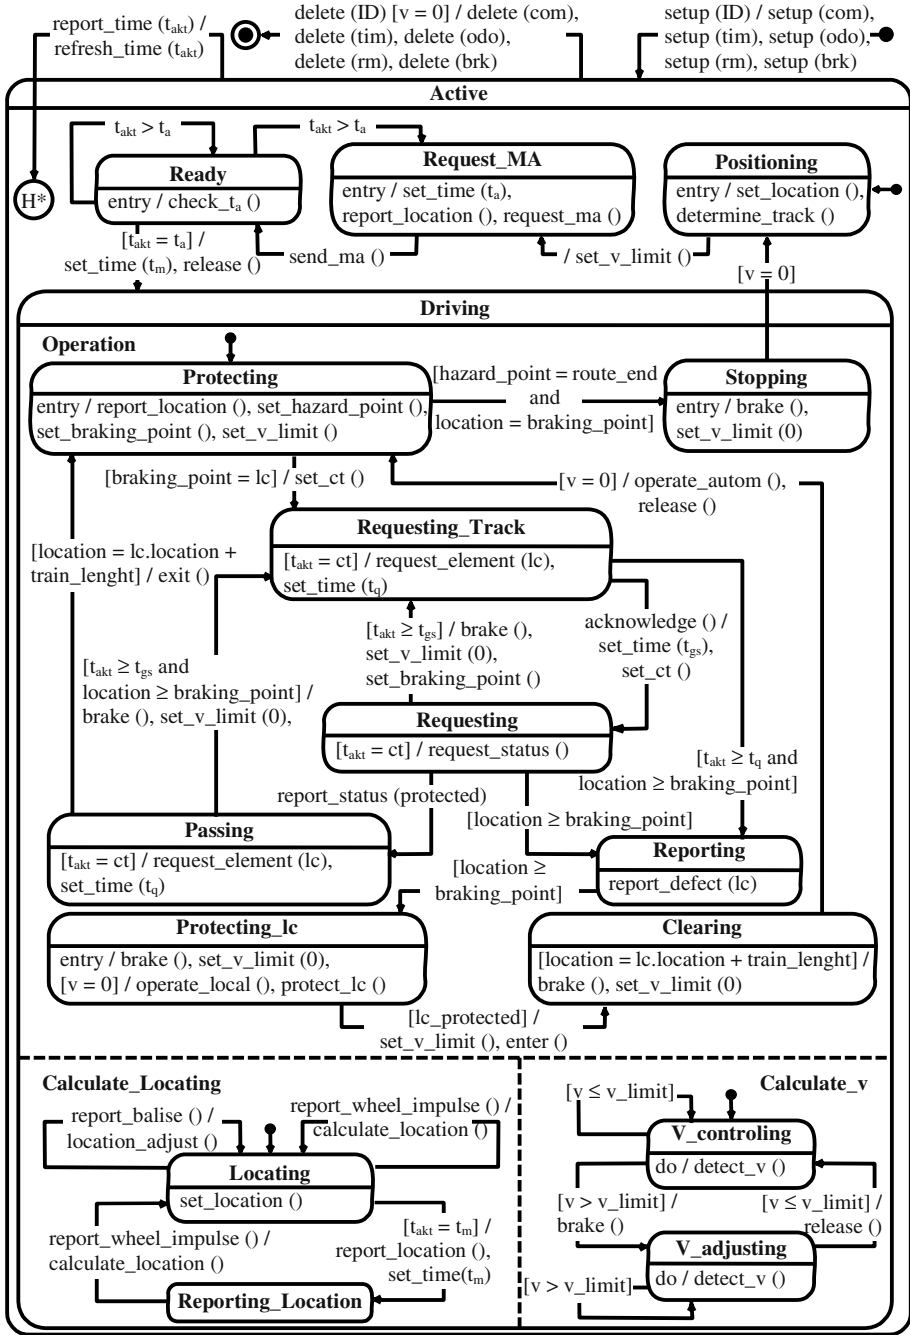 report_time (t_akt) /
refresh_time (t_akt)
delete (ID) [v = 0] / delete (com),
delete (tim), delete (odo),
delete (rm), delete (brk)
setup (ID) / setup (com),
setup (tim), setup (odo),
setup (rm), setup (brk)
Active
t_akt > t_a
t_akt > t_a
H*
Ready
entry / check_t_a ()
Request_MA
entry / set_time (t_a),
report_location (), request_ma ()
Positioning
entry / set_location (),
determine_track ()
[t_akt = t_a] /
set_time (t_m), release ()
send_ma ()
/ set_v_limit ()
[v = 0]
Driving
Operation
Protecting
entry / report_location (), set_hazard_point (),
set_braking_point (), set_v_limit ()
[hazard_point = route_end
and
location = braking_point]
Stopping
entry / brake (),
set_v_limit (0)
[braking_point = lc] / set_ct ()
[v = 0] / operate_autom (),
release ()
Requesting_Track
[t_akt = ct] / request_element (lc),
set_time (t_q)
[location = lc.location +
train_lenght] / exit ()
[t_akt ≥ t_gs] / brake (),
set_v_limit (0),
set_braking_point ()
acknowledge () /
set_time (t_gs),
set_ct ()
[t_akt ≥ t_gs and
location ≥ braking_point] /
brake (), set_v_limit (0),
Requesting
[t_akt = ct] / request_status ()
[t_akt ≥ t_q and
location ≥ braking_point]
report_status (protected)
[location ≥ braking_point]
Passing
[t_akt = ct] / request_element (lc),
set_time (t_q)
Reporting
report_defect (lc)
[location ≥
braking_point]
Protecting_lc
entry / brake (), set_v_limit (0),
[v = 0] / operate_local (), protect_lc ()
Clearing
[location = lc.location + train_lenght] /
brake (), set_v_limit (0)
[lc_protected] /
set_v_limit (), enter ()
Calculate_Locating
report_balise () /
location_adjust ()
report_wheel_impulse () /
calculate_location ()
Locating
set_location ()
report_wheel_impulse () /
calculate_location ()
[t_akt = t_m] /
report_location (),
set_time(t_m)
Reporting_Location
Calculate_v
[v ≤ v_limit]
V_controling
do / detect_v ()
[v > v_limit] /
brake ()
[v ≤ v_limit] /
release ()
V_adjusting
do / detect_v ()
[v > v_limit]